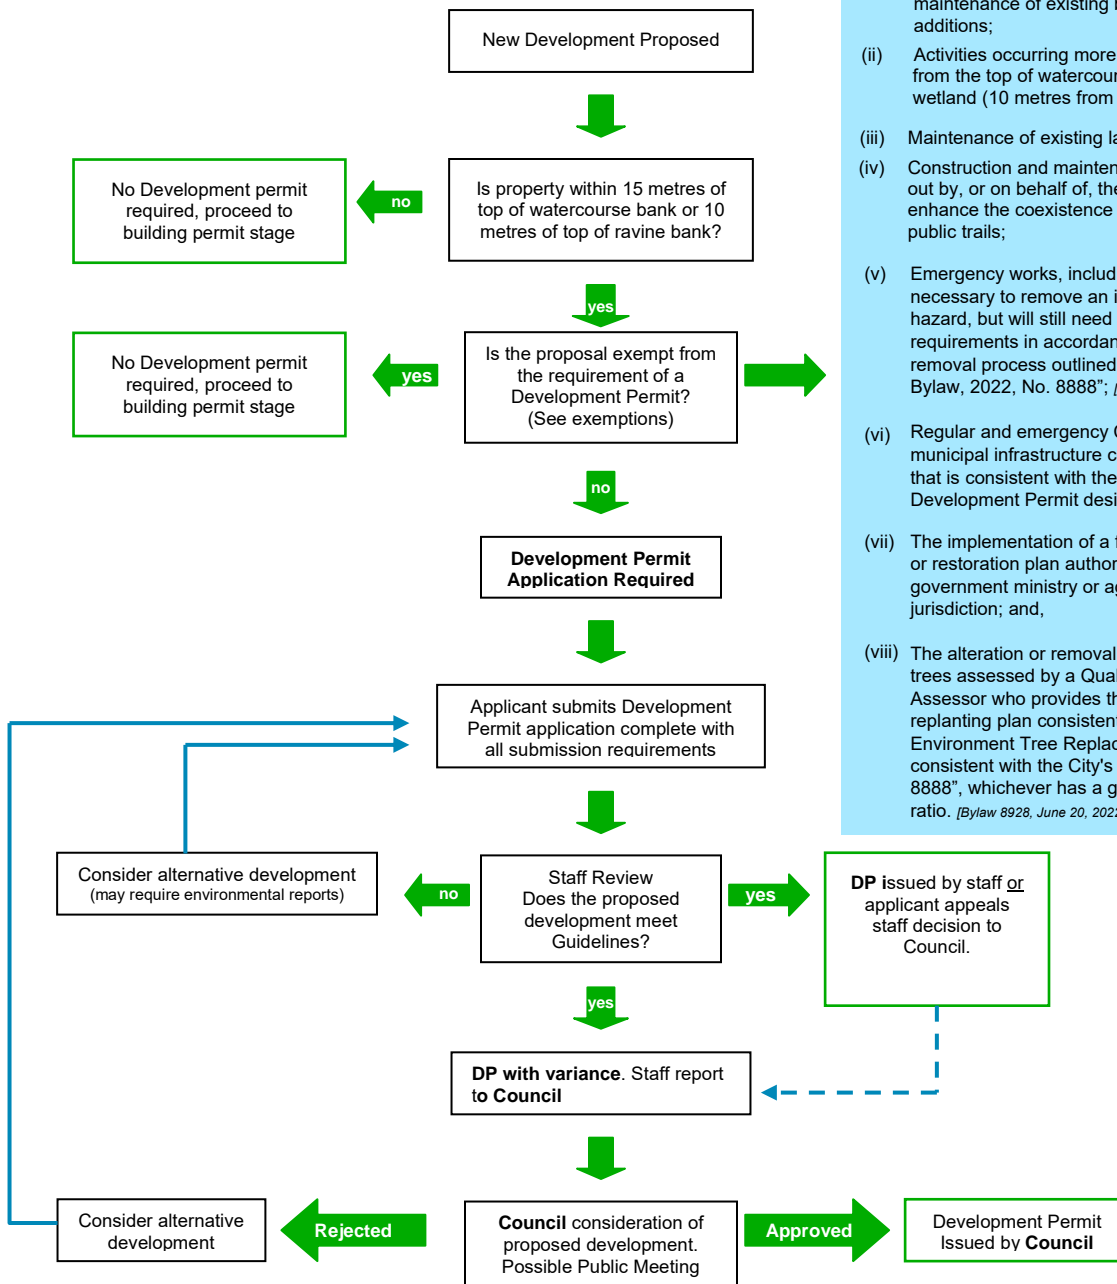 New Development Proposed
No Development permit
required, proceed to
building permit stage
no
Is property within 15 metres of
top of watercourse bank or 10
metres of top of ravine bank?
yes
No Development permit
required, proceed to
building permit stage
yes
Is the proposal exempt from
the requirement of a
Development Permit?
(See exemptions)
no
Development Permit
Application Required
Applicant submits Development
Permit application complete with
all submission requirements
Consider alternative development
(may require environmental reports)
no
Staff Review
Does the proposed
development meet
Guidelines?
yes
DP issued by staff or
applicant appeals
staff decision to
Council.
yes
DP with variance. Staff report
to Council
Consider alternative
development
Rejected
Council consideration of
proposed development.
Possible Public Meeting
Approved
Development Permit
Issued by Council
maintenance of existing
additions;
(ii) Activities occurring more
from the top of watercour
wetland (10 metres from
(iii) Maintenance of existing la
(iv) Construction and mainten
out by, or on behalf of, the
enhance the coexistence
public trails;
(v) Emergency works, includ
necessary to remove an i
hazard, but will still need
requirements in accordan
removal process outlined
Bylaw, 2022, No. 8888”; [
(vi) Regular and emergency C
municipal infrastructure c
that is consistent with the
Development Permit desi
(vii) The implementation of a f
or restoration plan author
government ministry or ag
jurisdiction; and,
(viii) The alteration or removal
trees assessed by a Qual
Assessor who provides th
replanting plan consistent
Environment Tree Replac
consistent with the City's
8888”, whichever has a g
ratio. [Bylaw 8928, June 20, 2022